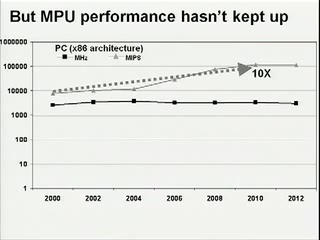 But MPU performance hasn't kept up
PC (x86 architecture)
MHz MIPS
1000000
100000
10000
1000
100
10
1
10X
2000 2002 2004 2006 2008 2010 2012